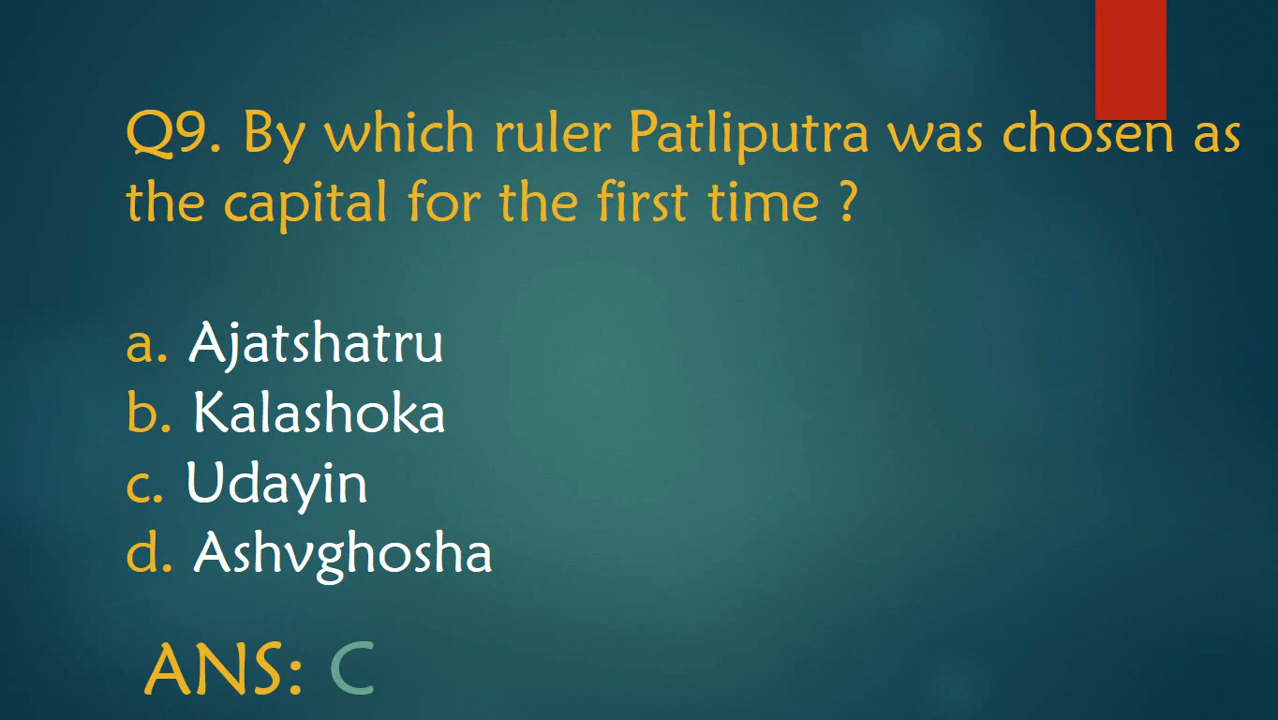 Q9. By which ruler Patliputra was chosen as
the capital for the first time ?
a. Ajatshatru
b. Kalashoka
c. Udayin
d. Ashvghosha
ANS: C